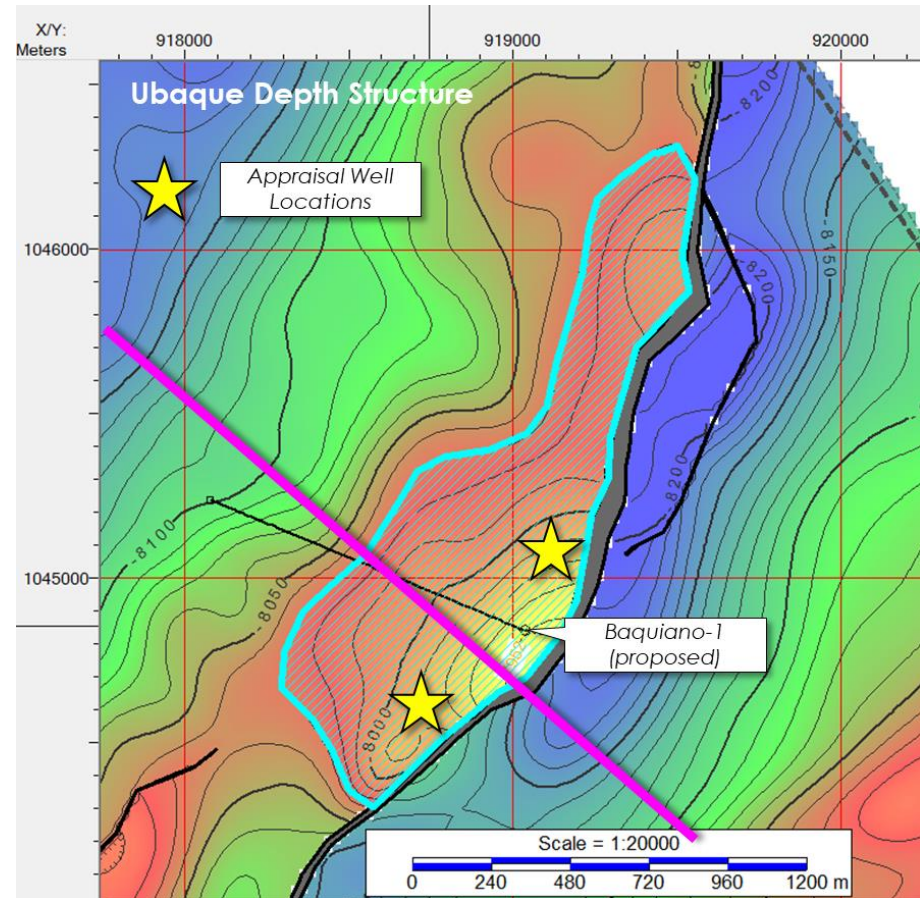 X/Y:
Meters
918000
919000
920000
Ubaque Depth Structure
Appraisal Well
Locations
-8200
-8150
1046000
-8200
-8200
-8100
-8050
1045000
Baquiano-1
(proposed)
-8000
Scale = 1:20000
0 240 480 720 960 1200 m